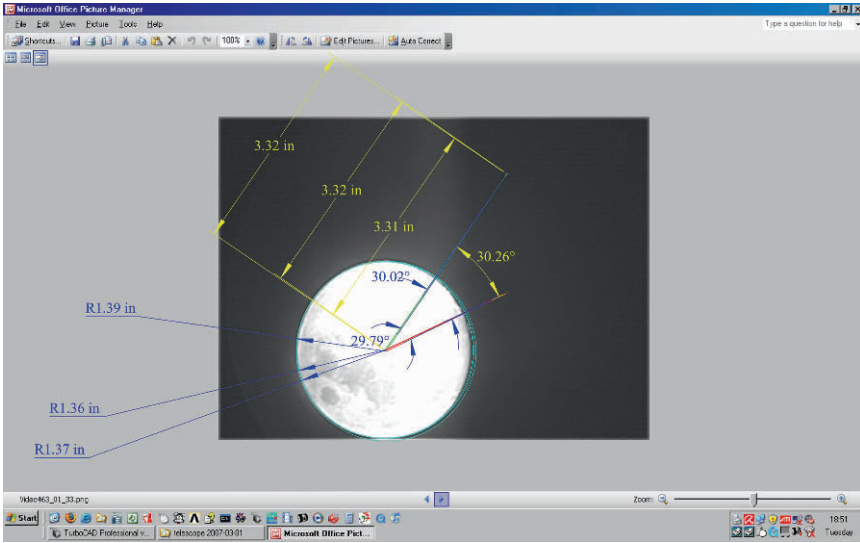 Microsoft Office Picture Manager
File Edit View Picture Tools Help
Type a question for help
Shortcuts... 100% Edit Pictures... Auto Correct
3.32 in
3.32 in
3.31 in
30.26°
30.02°
R1.39 in
29.79°
R1.36 in
R1.37 in
Video463_01_33.png
Zoom:
Start
18:51
TurboCAD Professional v... telescope 2007-03-01 Microsoft Office Pict...
Tuesday